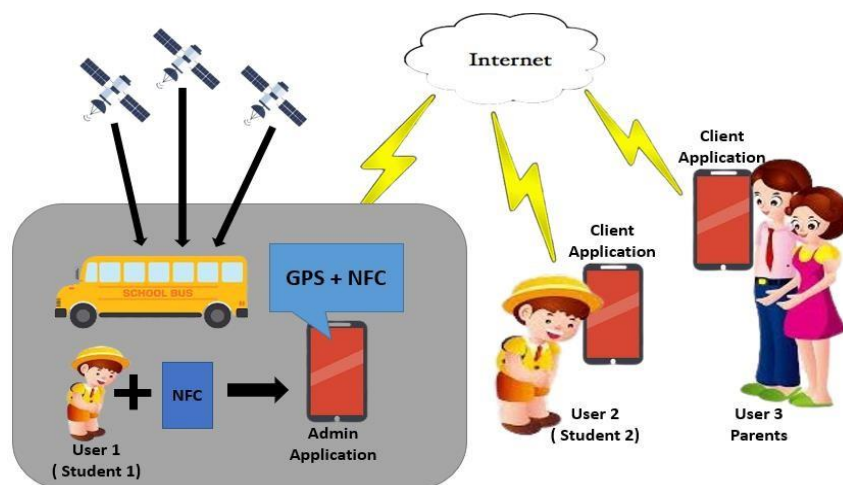 Internet
Client
Application
Client
Application
GPS + NFC
SCHOOL BUS
NFC
User 1
( Student 1)
Admin
Application
User 2
( Student 2)
User 3
Parents